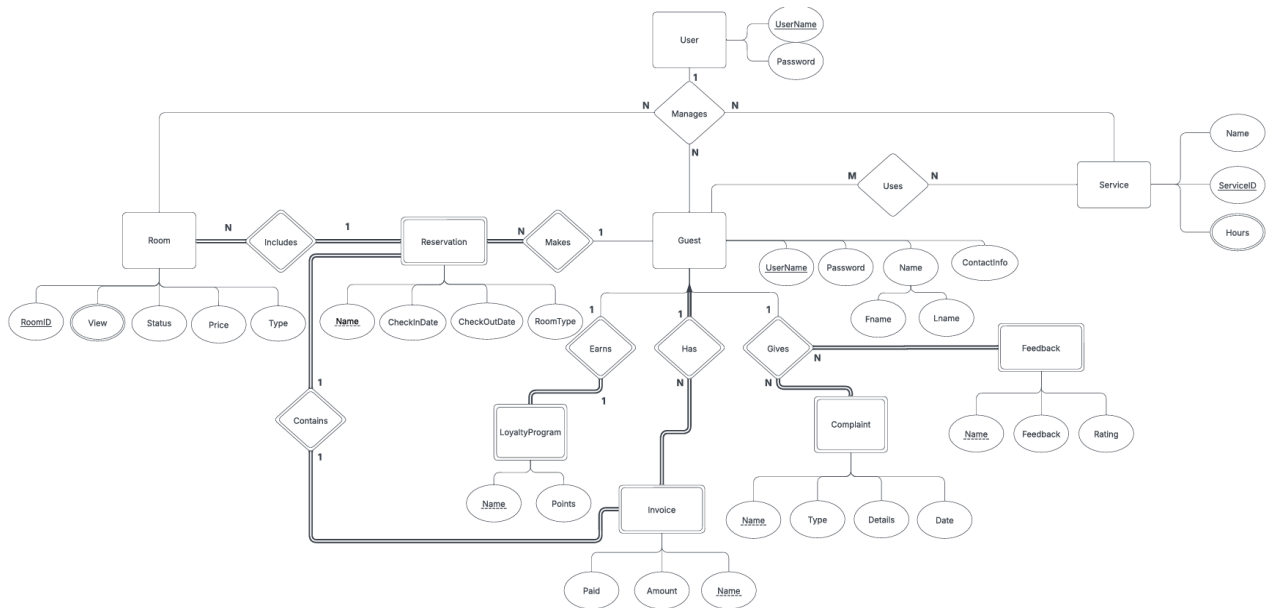 UserName
User
Password
1
N
Manages
N
N
Name
M
Uses
N
Service
ServiceID
Hours
Room
N
Includes
1
Reservation
N
Makes
1
Guest
UserName
Password
Name
ContactInfo
Fname
Lname
RoomID
View
Status
Price
Type
Name
CheckInDate
CheckOutDate
RoomType
1
Earns
1
1
Has
N
1
Gives
N
N
Feedback
Name
Feedback
Rating
1
Contains
1
LoyaltyProgram
Name
Points
Complaint
Name
Type
Details
Date
Invoice
Paid
Amount
Name